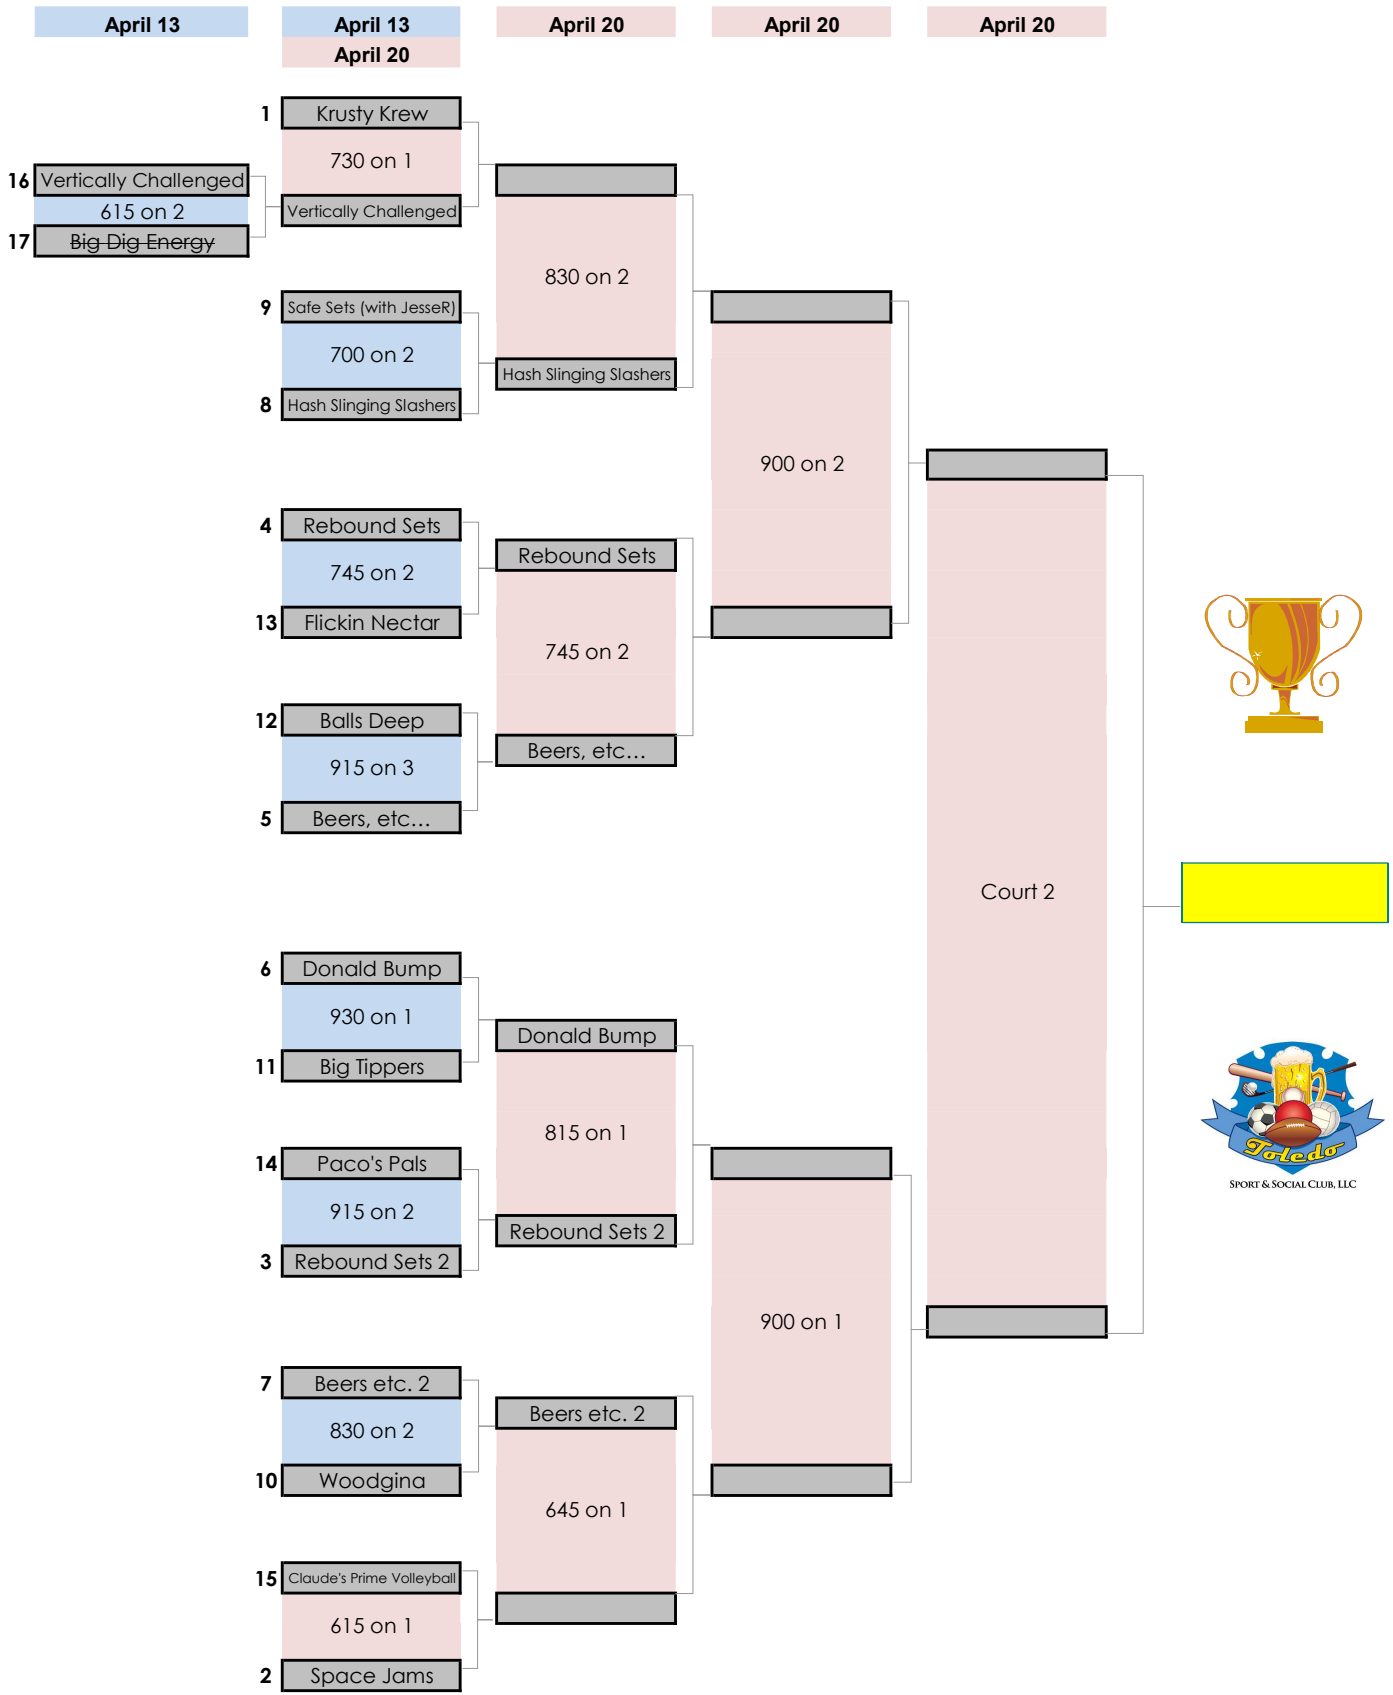 April 13
April 13
April 20
April 20
April 20
April 20
1 Krusty Krew
730 on 1
16 Vertically Challenged
615 on 2
Vertically Challenged
17 Big Dig Energy
830 on 2
9 Safe Sets (with JesseR)
700 on 2
Hash Slinging Slashers
8 Hash Slinging Slashers
900 on 2
4 Rebound Sets
Rebound Sets
745 on 2
13 Flickin Nectar
745 on 2
12 Balls Deep
Beers, etc...
915 on 3
5 Beers, etc...
Court 2
6 Donald Bump
930 on 1
Donald Bump
11 Big Tippers
815 on 1
14 Paco's Pals
915 on 2
Rebound Sets 2
3 Rebound Sets 2
Toledo
SPORT & SOCIAL CLUB, LLC
900 on 1
7 Beers etc. 2
Beers etc. 2
830 on 2
10 Woodgina
645 on 1
15 Claude's Prime Volleyball
615 on 1
2 Space Jams